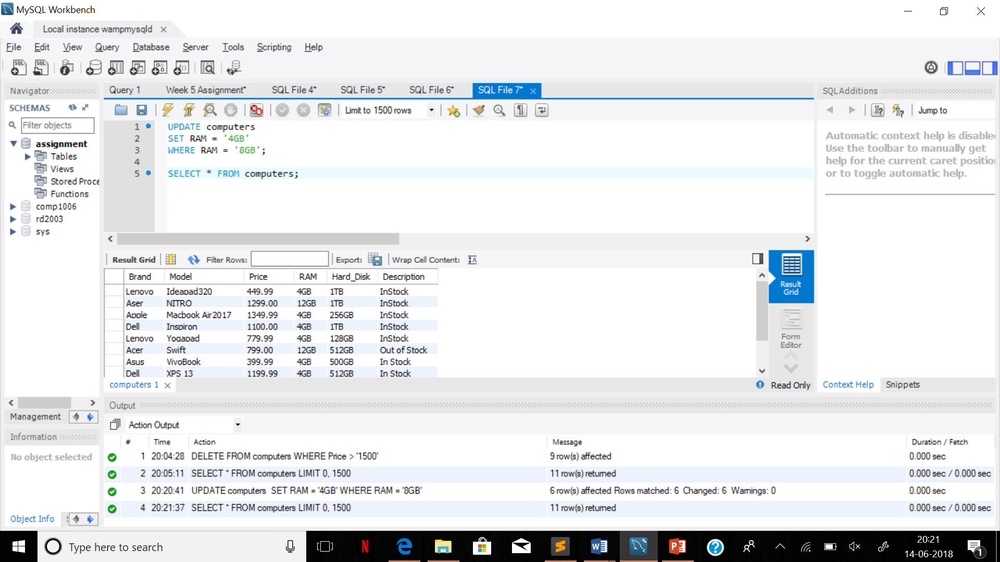 MySQL Workbench
Local instance wampmysqld
File Edit View Query Database Server Tools Scripting Help
Navigator
SCHEMAS
Filter objects
assignment
Tables
Views
Stored Proce
Functions
comp1006
rd2003
sys
Management
Information
No object selected
Object Info
Query 1 Week 5 Assignment* SQL File 4* SQL File 5* SQL File 6* SQL File 7*
Limit to 1500 rows
1 UPDATE computers
2 SET RAM = '4GB'
3 WHERE RAM = '8GB';
4
5 SELECT * FROM computers;
Result Grid Filter Rows: Export: Wrap Cell Content:
Brand Model Price RAM Hard_Disk Description
Lenovo Ideapad320 449.99 4GB 1TB InStock
Aser NITRO 1299.00 12GB 1TB InStock
Apple Macbook Air2017 1349.99 4GB 256GB InStock
Dell Inspiron 1100.00 4GB 1TB InStock
Lenovo Yogapad 779.99 4GB 128GB InStock
Acer Swift 799.00 12GB 512GB Out of Stock
Asus VivoBook 399.99 4GB 500GB In Stock
Dell XPS 13 1199.99 4GB 512GB In Stock
Result
Grid
Form
Editor
computers 1
Read Only
SQLAdditions
Jump to
Automatic context help is disable
Use the toolbar to manually get
help for the current caret position
or to toggle automatic help.
Context Help Snippets
Output
Action Output
# Time Action Message Duration / Fetch
1 20:04:28 DELETE FROM computers WHERE Price > '1500' 9 row(s) affected 0.000 sec
2 20:05:11 SELECT * FROM computers LIMIT 0, 1500 11 row(s) returned 0.000 sec / 0.000 sec
3 20:20:41 UPDATE computers  SET RAM = '4GB' WHERE RAM = '8GB' 6 row(s) affected Rows matched: 6  Changed: 6  Warnings: 0 0.000 sec
4 20:21:37 SELECT * FROM computers LIMIT 0, 1500 11 row(s) returned 0.000 sec / 0.000 sec
Type here to search
20:21
14-06-2018
1